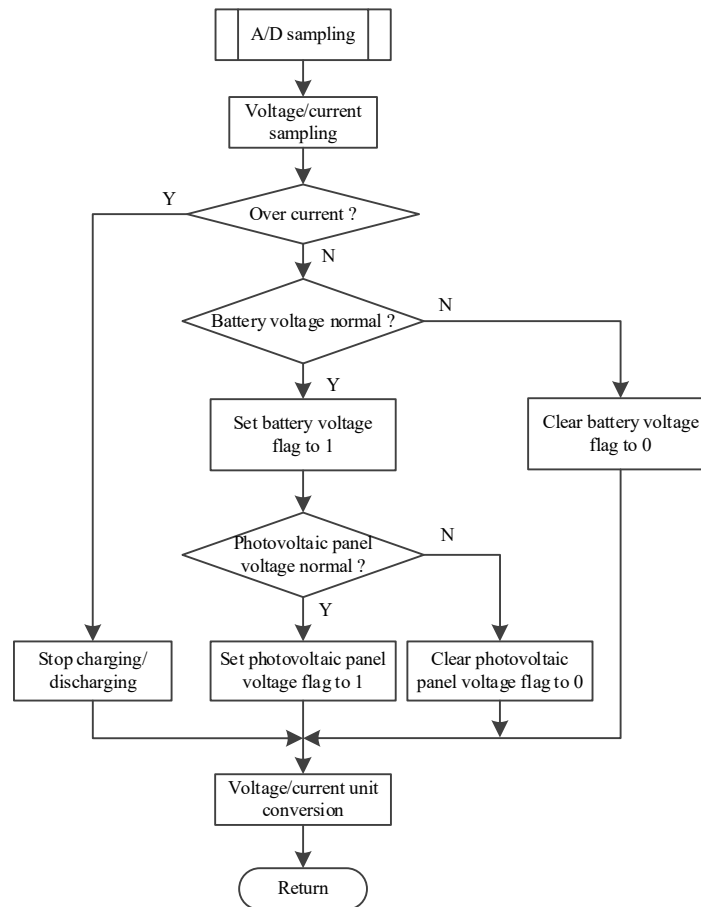 A/D sampling
Voltage/current
sampling
Y
Over current ?
N
Battery voltage normal ?
N
Y
Set battery voltage
flag to 1
Clear battery voltage
flag to 0
Photovoltaic panel
voltage normal ?
N
Y
Stop charging/
discharging
Set photovoltaic panel
voltage flag to 1
Clear photovoltaic
panel voltage flag to 0
Voltage/current unit
conversion
Return